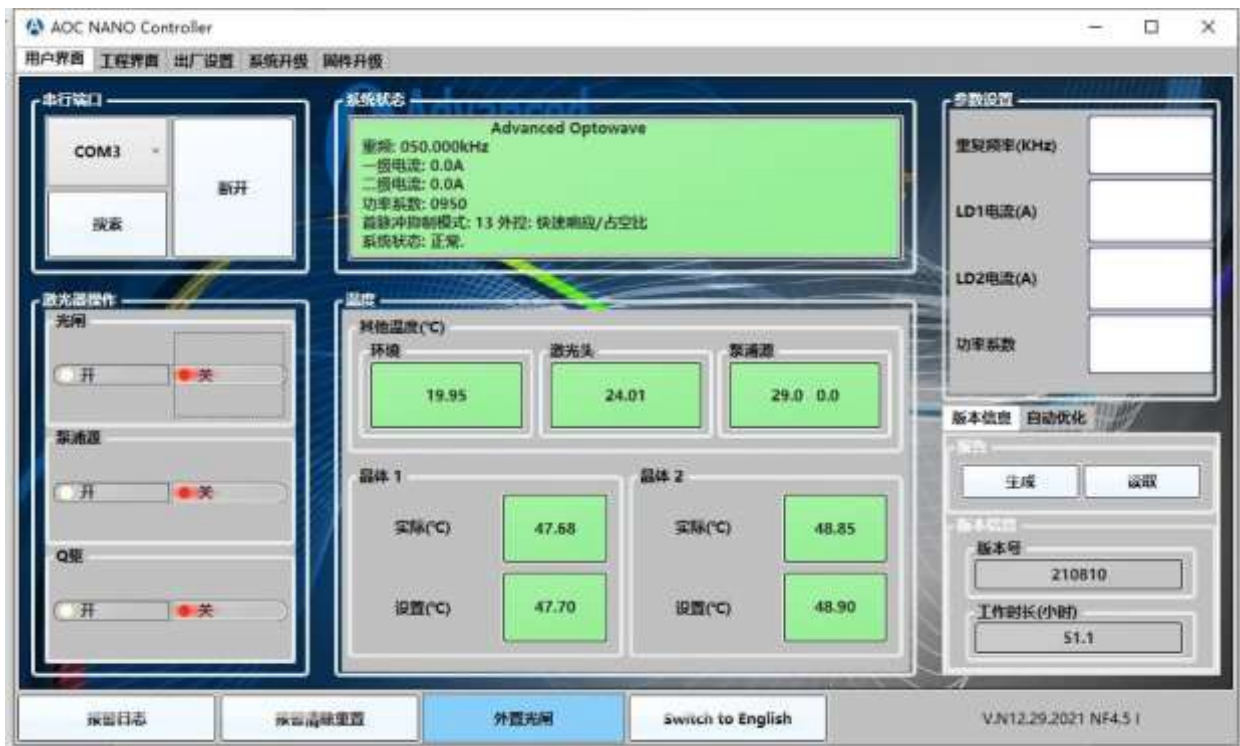 AOC NANO Controller
用户界面 工程界面 出厂设置 系统升级 固件升级
串行端口
COM3
断开
搜索
系统状态
Advanced Optowave
重频: 050.000kHz
一级电流: 0.0A
二级电流: 0.0A
功率系数: 0950
首脉冲抑制模式: 13 外控: 快速响应/占空比
系统状态: 正常.
参数设置
重复频率(KHz)
LD1电流(A)
LD2电流(A)
功率系数
激光器操作
光闸
开 关
泵浦源
开 关
Q驱
开 关
温度
其他温度(℃)
环境
19.95
激光头
24.01
泵浦源
29.0 0.0
晶体 1
实际(℃) 47.68
设置(℃) 47.70
晶体 2
实际(℃) 48.85
设置(℃) 48.90
版本信息 自动优化
报告
生成 读取
版本信息
版本号
210810
工作时长(小时)
51.1
报警日志
报警清除重置
外置光闸
Switch to English
V.N12.29.2021 NF4.5 I